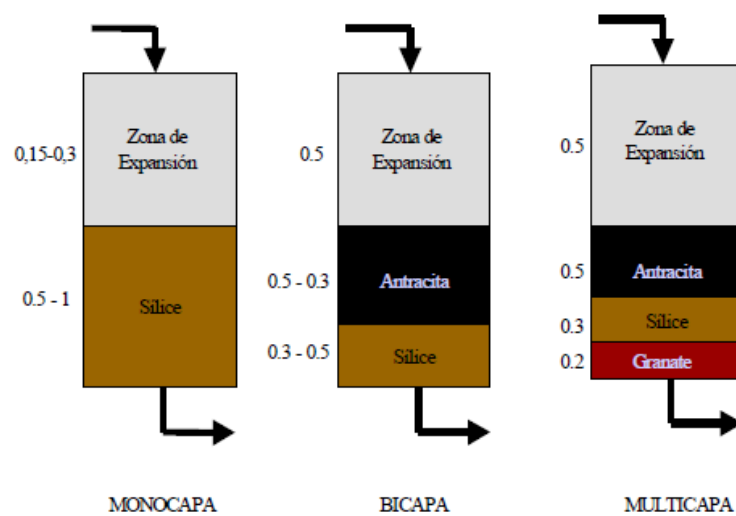 Zona de
Expansión
0,15-0,3
Sílice
0.5 - 1
MONOCAPA
Zona de
Expansión
0.5
Antracita
0.5 - 0.3
Sílice
0.3 - 0.5
BICAPA
Zona de
Expansión
0.5
Antracita
0.5
Sílice
0.3
Granate
0.2
MULTICAPA